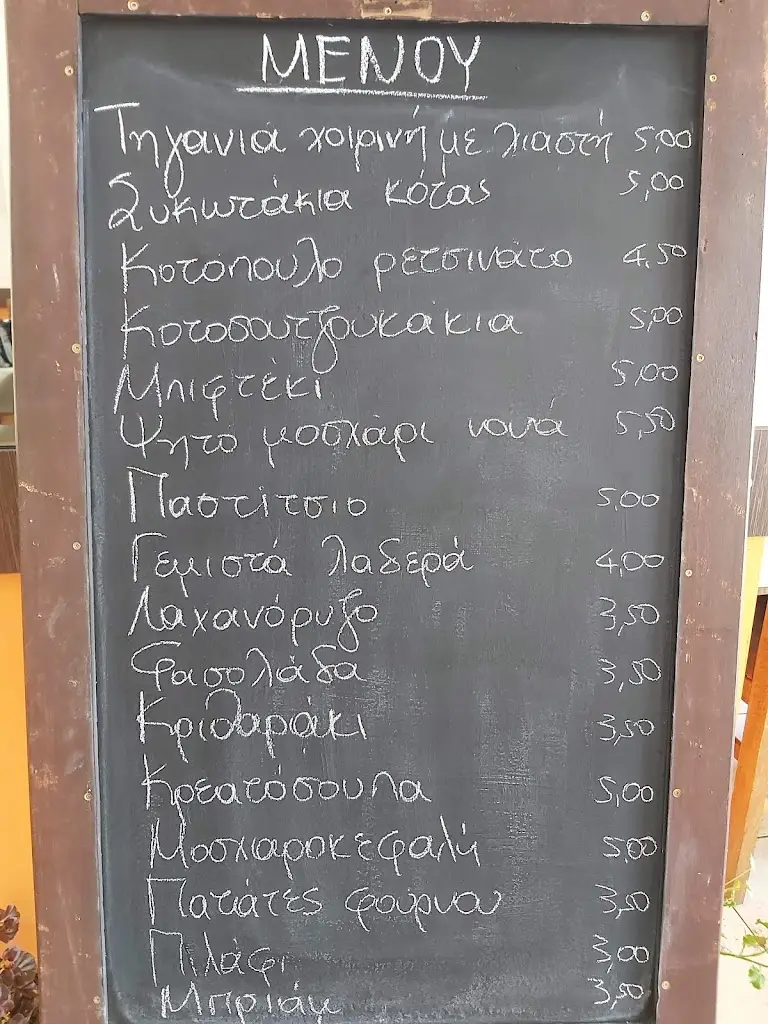 ΜΕΝΟΥ
Τηγανιά χοιρινή με λιαστή 5,00
Συκωτάκια κότας 5,00
Κοτόπουλο ρετσινάτο 4,50
Κοτοσουτζουκάκια 5,00
Μπιφτέκι 5,00
Ψητό μοσχάρι νουά 5,50
Παστίτσιο 5,00
Γεμιστά λαδερά 4,00
Λαχανόρυζο 3,50
Φασολάδα 3,50
Κριθαράκι 3,50
Κρεατόσουπα 5,00
Μοσχαροκεφαλή 5,00
Πατάτες φούρνου 3,50
Πιλάφι 3,00
Μπριάμ 3,50